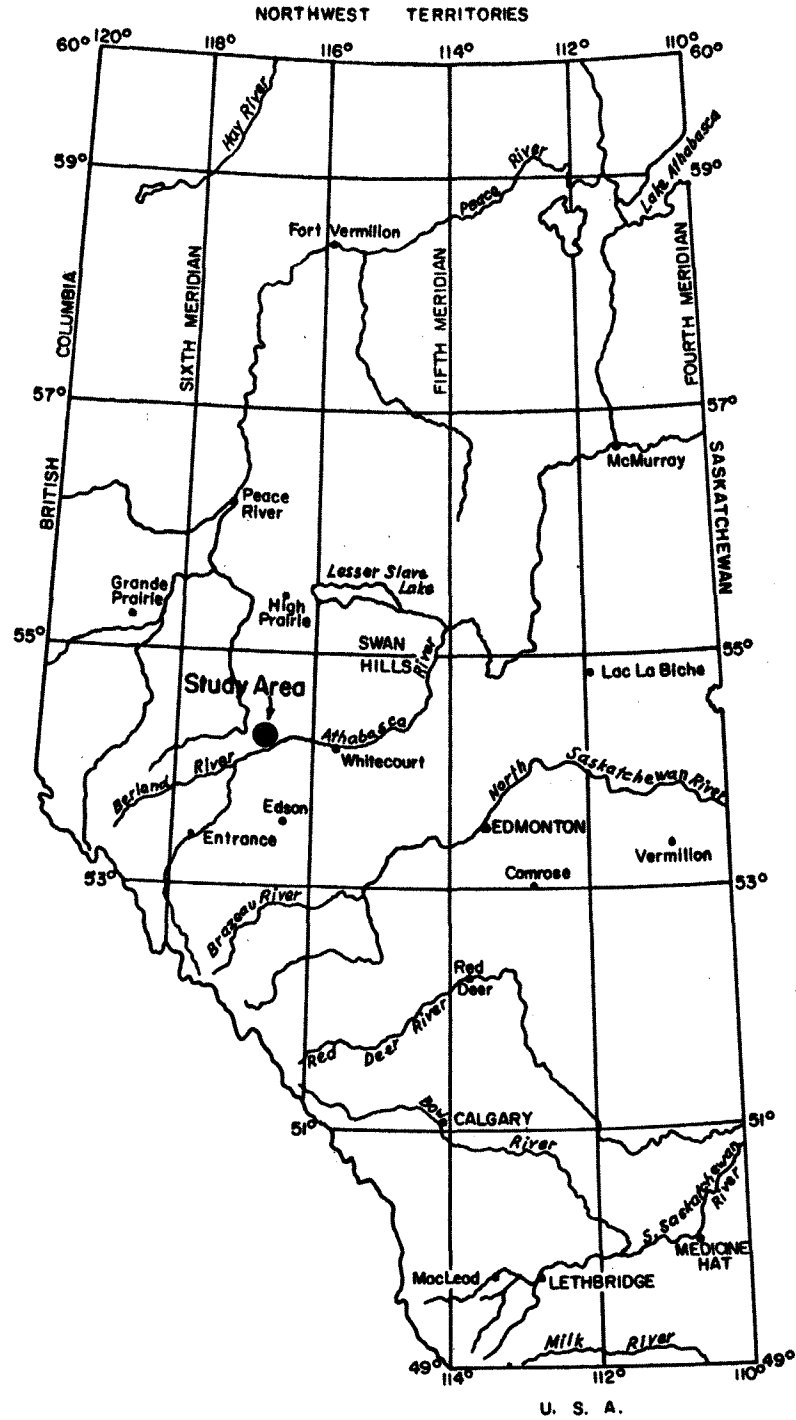 NORTHWEST TERRITORIES
60° 120° 118° 116° 114° 112° 110° 60°
Hay River
59°
Peace River
Lake Athabasca
59°
Fort Vermilion
BRITISH COLUMBIA
SIXTH MERIDIAN
FIFTH MERIDIAN
FOURTH MERIDIAN
57°
57°
McMurray
SASKATCHEWAN
Peace
River
Grande
Prairie
High
Prairie
Lesser Slave
Lake
55°
SWAN
HILLS
55°
Lac La Biche
Study Area
Athabasca River
Whitecourt
Berland River
North Saskatchewan River
Edson
Entrance
EDMONTON
Vermilion
53°
Camrose
53°
Brazeau River
Red
Deer
Red Deer River
Bow River
CALGARY
51°
51°
S. Saskatchewan
River
MEDICINE
HAT
MacLeod
LETHBRIDGE
Milk River
49°
114° 112° 110° 49°
U. S. A.